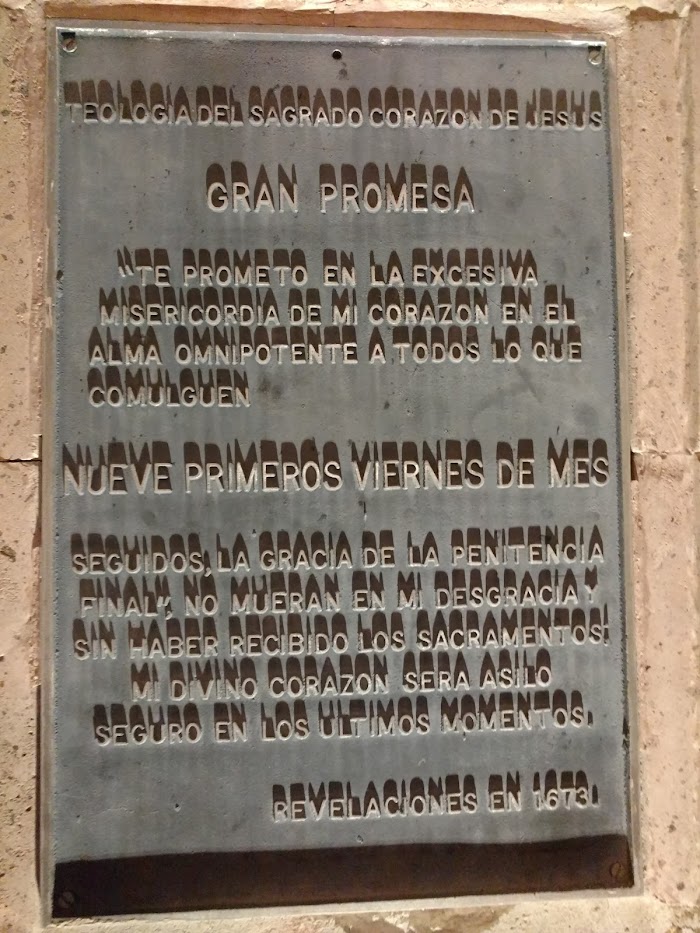 TEOLOGIA DEL SAGRADO CORAZON DE JESUS
GRAN PROMESA
"TE PROMETO EN LA EXCESIVA
MISERICORDIA DE MI CORAZON EN EL
ALMA OMNIPOTENTE A TODOS LO QUE
COMULGUEN
NUEVE PRIMEROS VIERNES DE MES
SEGUIDOS, LA GRACIA DE LA PENITENCIA
FINAL", NO MUERAN EN MI DESGRACIA Y
SIN HABER RECIBIDO LOS SACRAMENTOS:
MI DIVINO CORAZON SERA ASILO
SEGURO EN LOS ULTIMOS MOMENTOS.
REVELACIONES EN 1673.